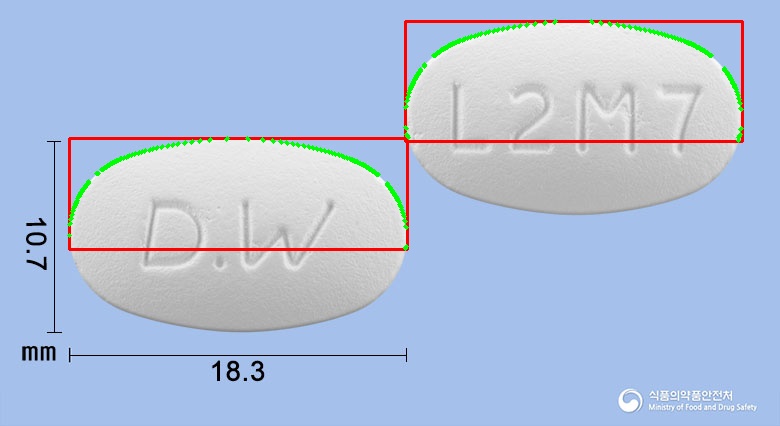 L2M7
D.W
10.7
mm
18.3
식품의약품안전처
Ministry of Food and Drug Safety